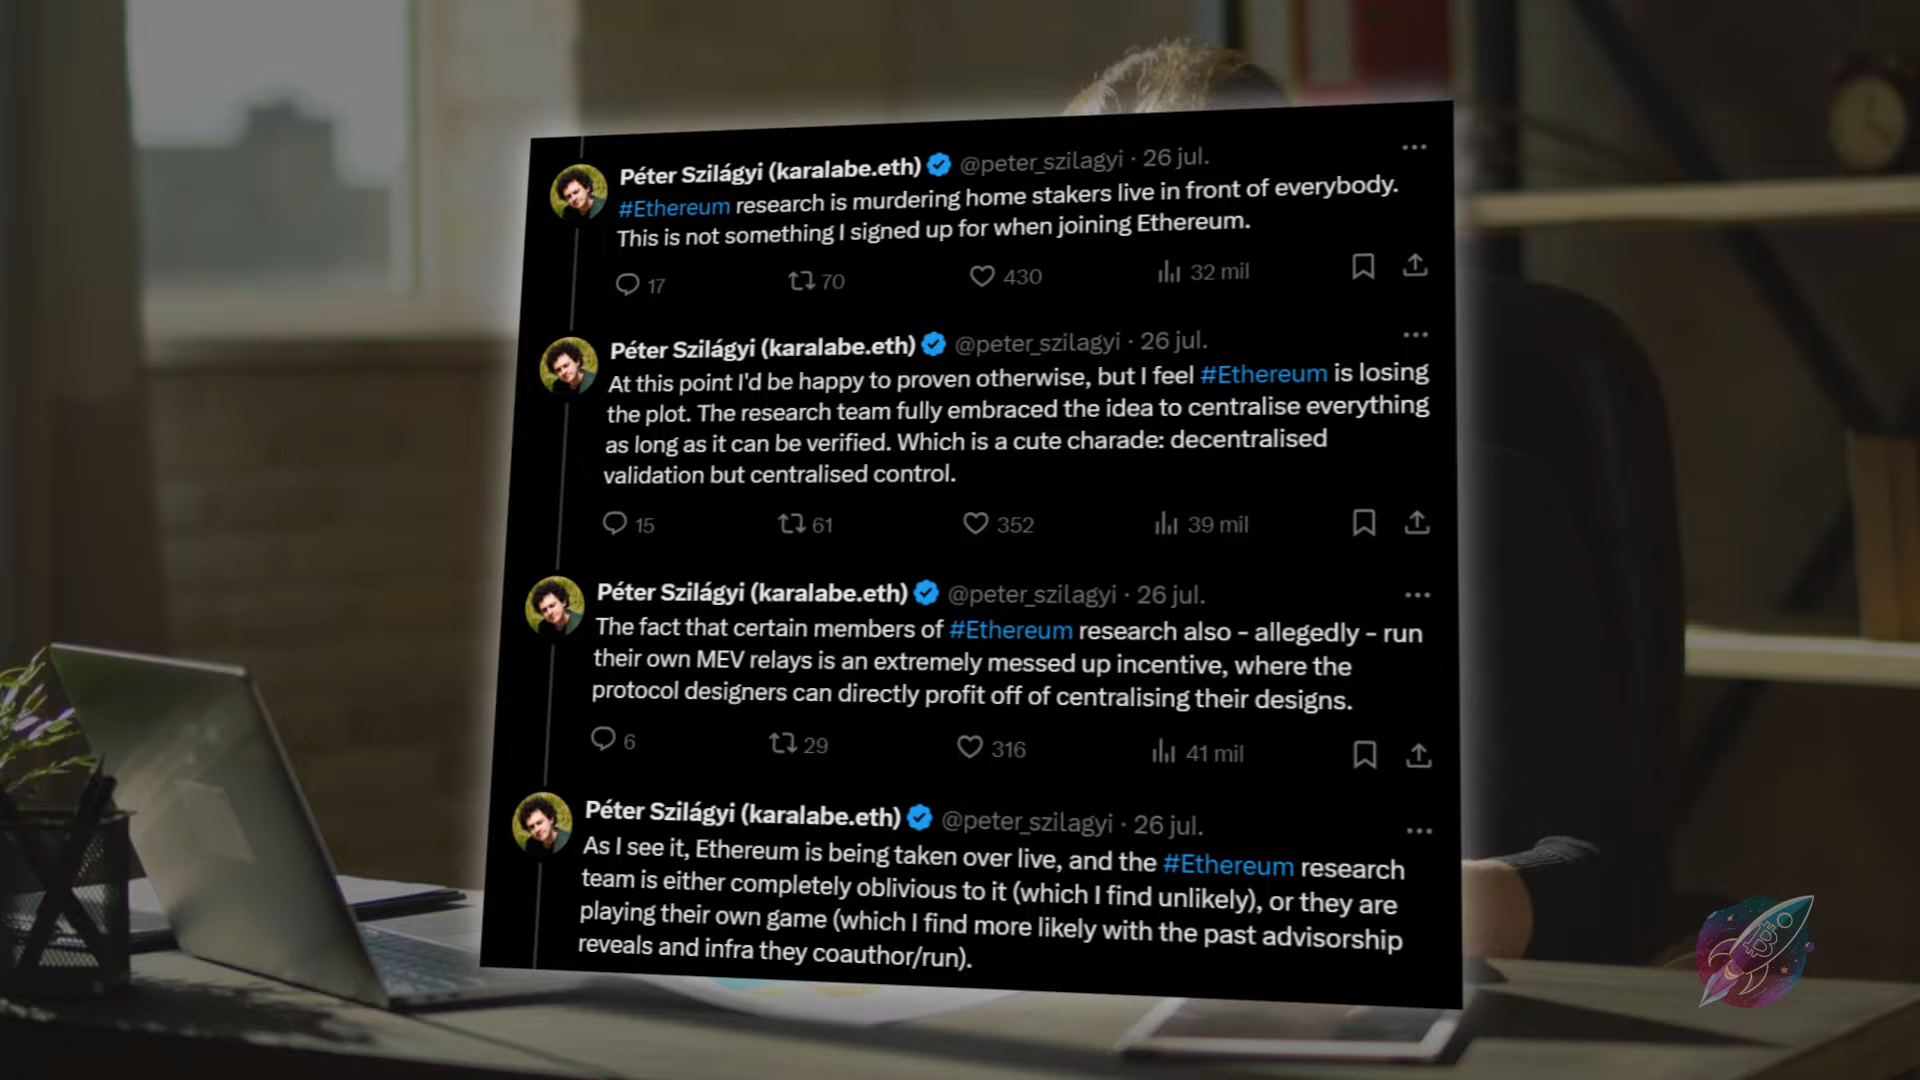 Péter Szilágyi (karalabe.eth) @peter_szilagyi · 26 jul.
#Ethereum research is murdering home stakers live in front of everybody.
This is not something I signed up for when joining Ethereum.
17 70 430 32 mil
Péter Szilágyi (karalabe.eth) @peter_szilagyi · 26 jul.
At this point I'd be happy to proven otherwise, but I feel #Ethereum is losing
the plot. The research team fully embraced the idea to centralise everything
as long as it can be verified. Which is a cute charade: decentralised
validation but centralised control.
15 61 352 39 mil
Péter Szilágyi (karalabe.eth) @peter_szilagyi · 26 jul.
The fact that certain members of #Ethereum research also – allegedly – run
their own MEV relays is an extremely messed up incentive, where the
protocol designers can directly profit off of centralising their designs.
6 29 316 41 mil
Péter Szilágyi (karalabe.eth) @peter_szilagyi · 26 jul.
As I see it, Ethereum is being taken over live, and the #Ethereum research
team is either completely oblivious to it (which I find unlikely), or they are
playing their own game (which I find more likely with the past advisorship
reveals and infra they coauthor/run).